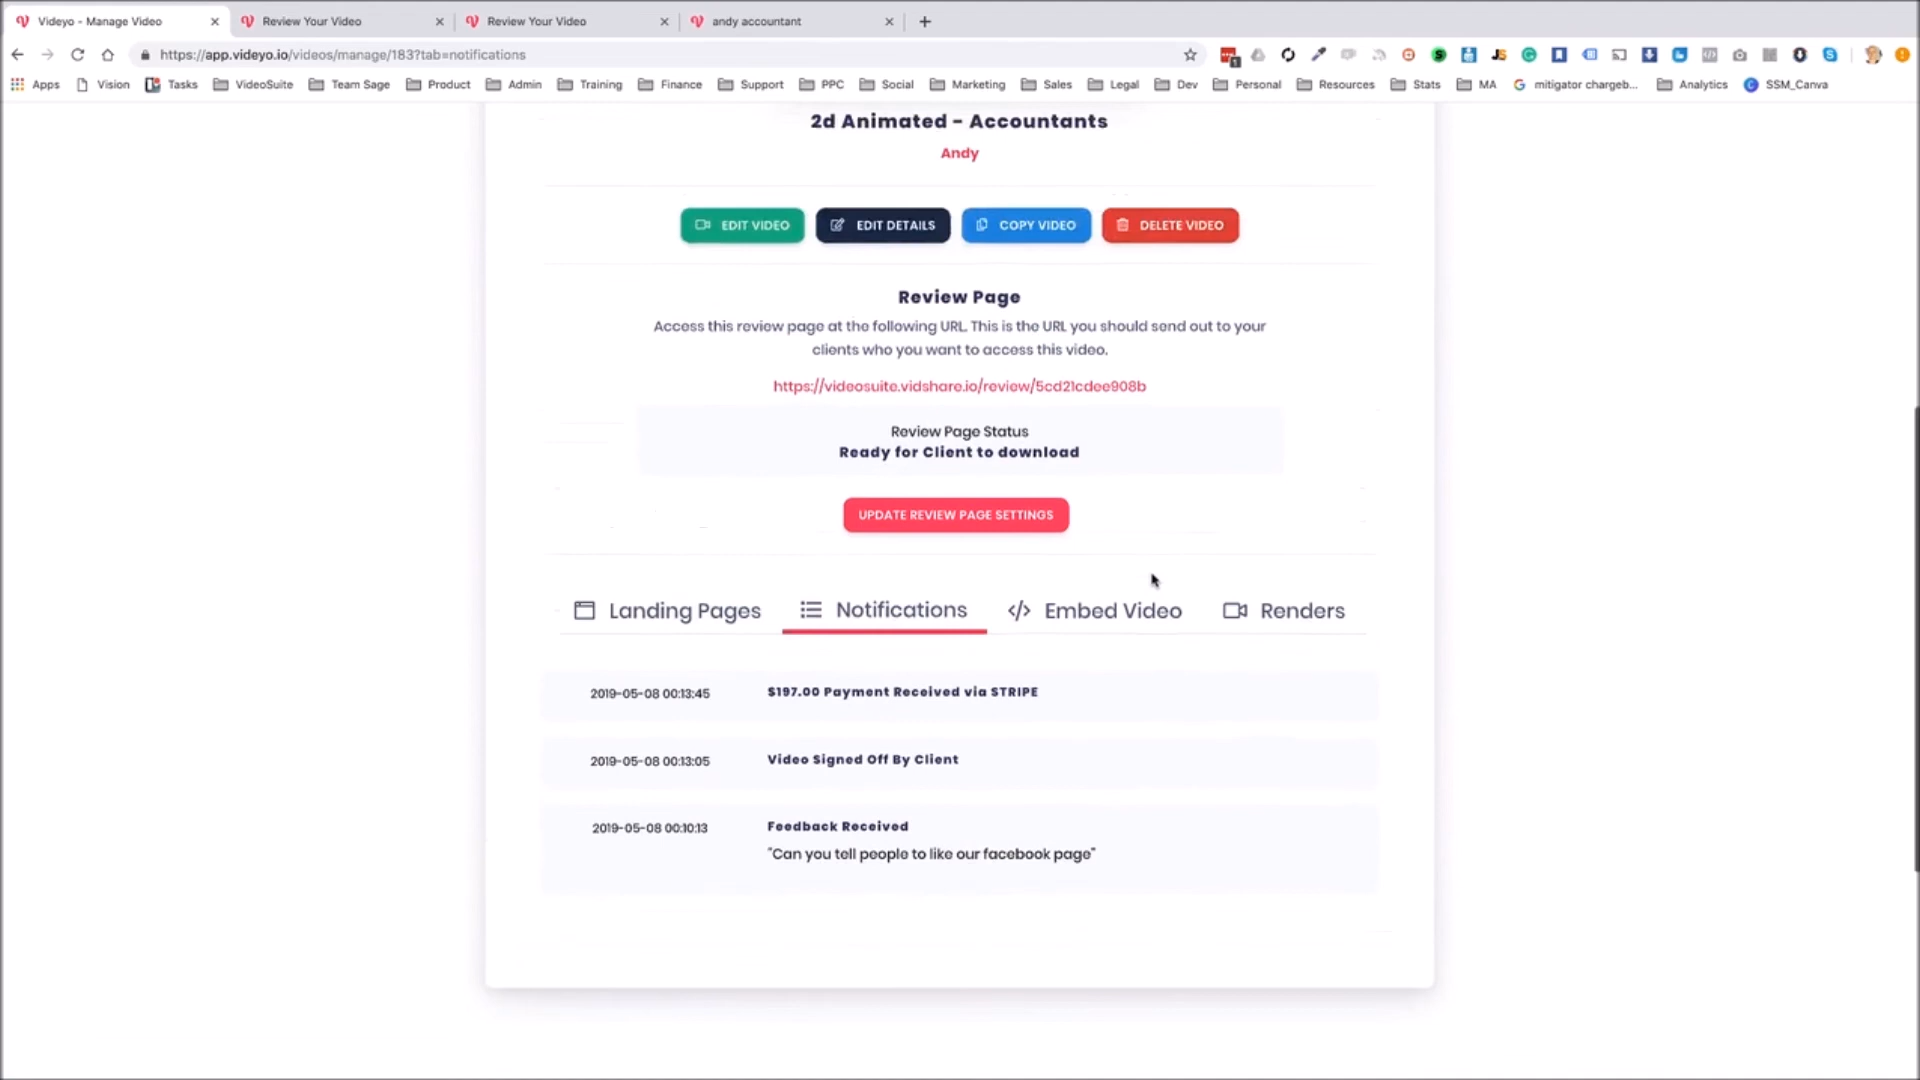 Videyo - Manage Video
Review Your Video
Review Your Video
andy accountant
https://app.videyo.io/videos/manage/183?tab=notifications
Apps
Vision
Tasks
VideoSuite
Team Sage
Product
Admin
Training
Finance
Support
PPC
Social
Marketing
Sales
Legal
Dev
Personal
Resources
Stats
MA
mitigator chargeb...
Analytics
SSM_Canva
2d Animated - Accountants
Andy
EDIT VIDEO
EDIT DETAILS
COPY VIDEO
DELETE VIDEO
Review Page
Access this review page at the following URL. This is the URL you should send out to your
clients who you want to access this video.
https://videosuite.vidshare.io/review/5cd21cdee908b
Review Page Status
Ready for Client to download
UPDATE REVIEW PAGE SETTINGS
Landing Pages
Notifications
Embed Video
Renders
2019-05-08 00:13:45
$197.00 Payment Received via STRIPE
2019-05-08 00:13:05
Video Signed Off By Client
2019-05-08 00:10:13
Feedback Received
"Can you tell people to like our facebook page"